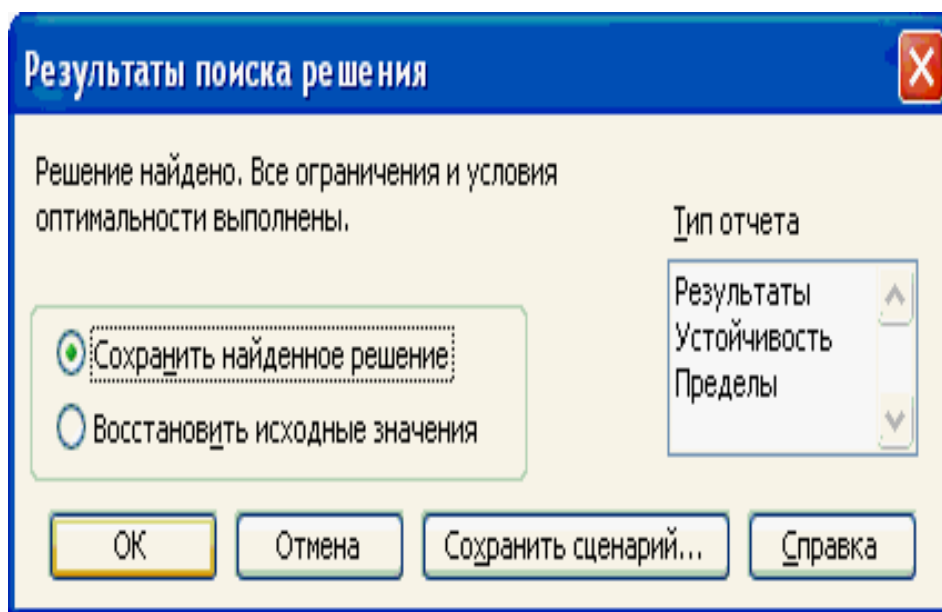 Результаты поиска решения
Решение найдено. Все ограничения и условия
оптимальности выполнены.
Тип отчета
Результаты
Устойчивость
Пределы
Сохранить найденное решение
Восстановить исходные значения
ОК
Отмена
Сохранить сценарий...
Справка